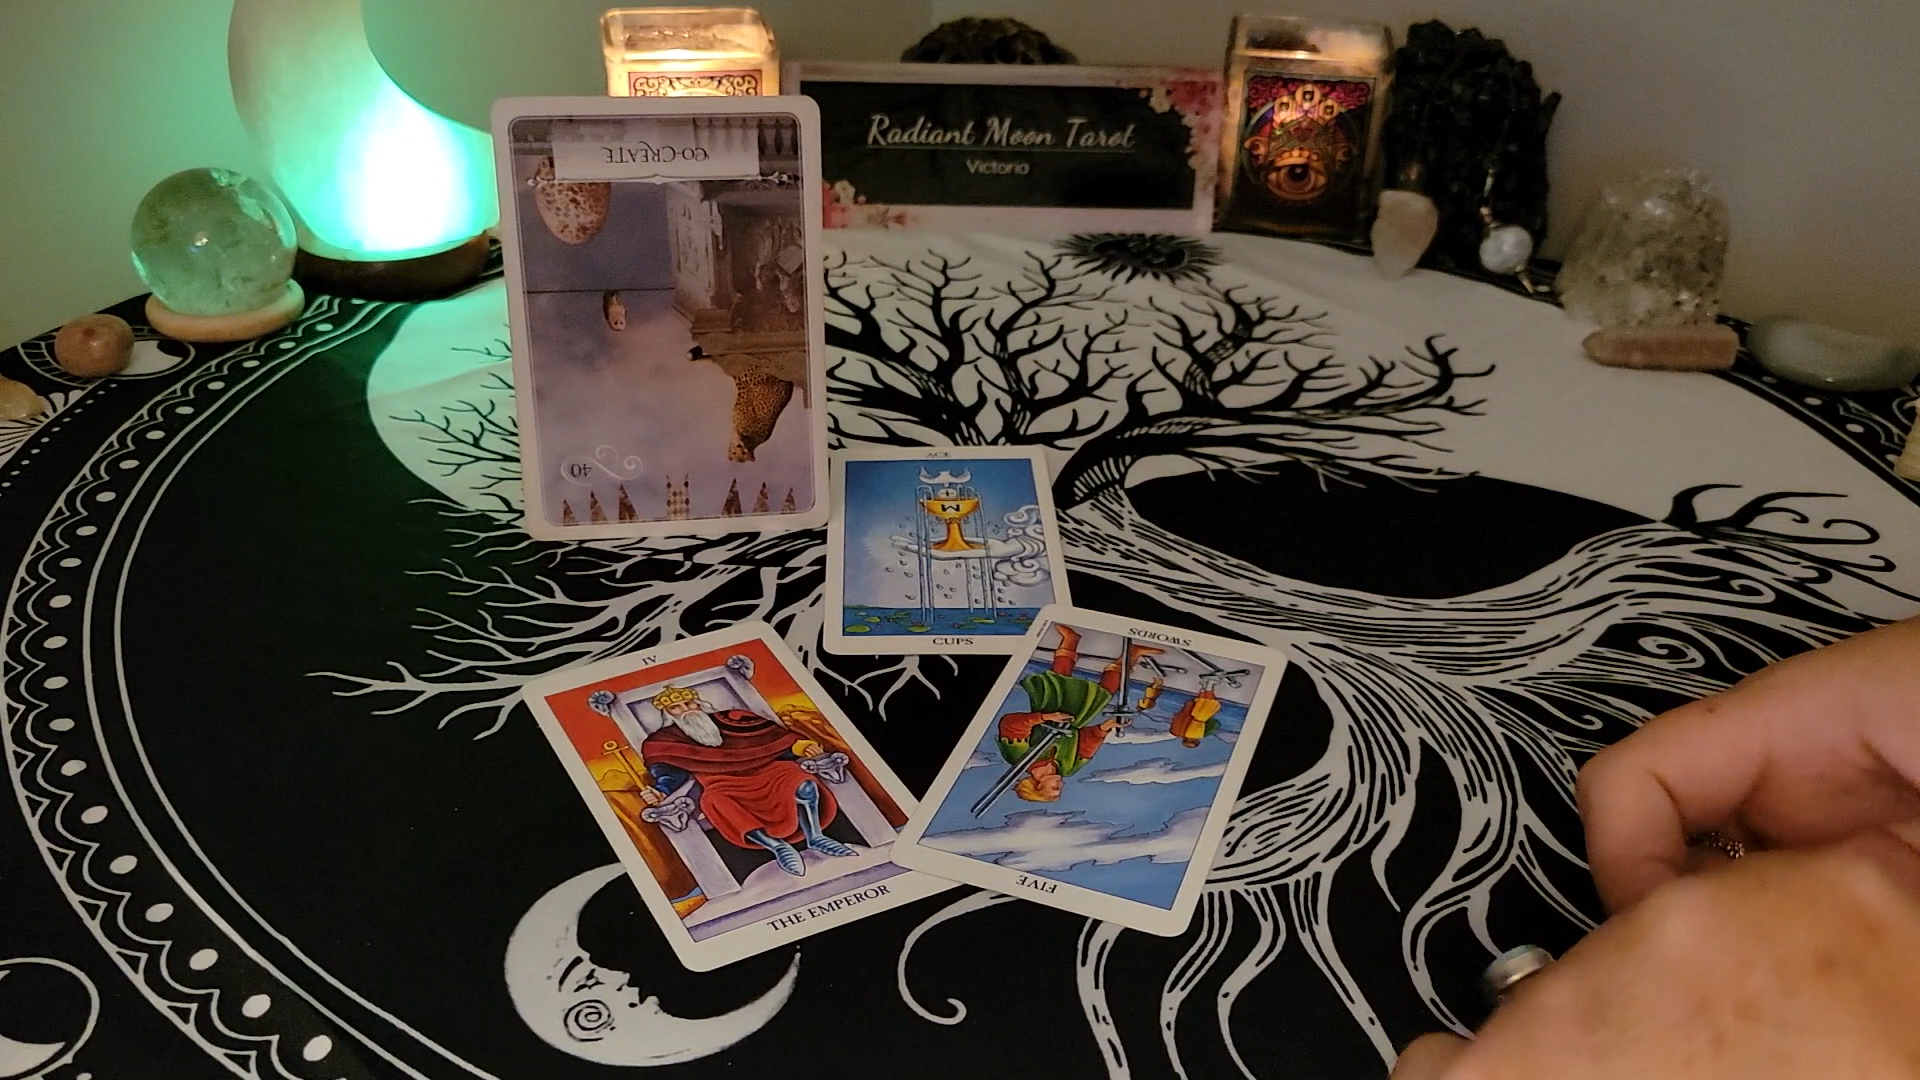 CO-CREATE
40
Radiant Moon Tarot
Victoria
ACE
CUPS
IV
THE EMPEROR
SWORDS
FIVE